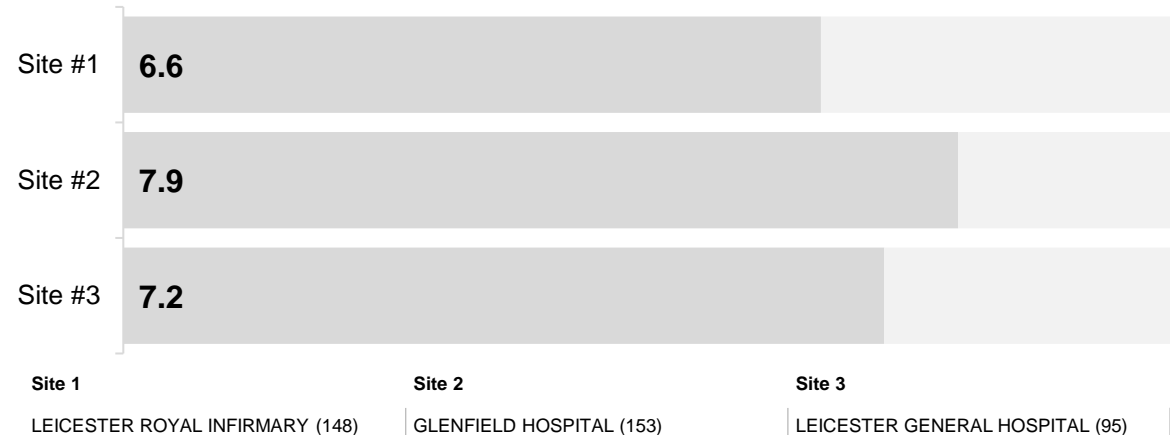 Site #1 6.6
Site #2 7.9
Site #3 7.2
Site 1 Site 2 Site 3
LEICESTER ROYAL INFIRMARY (148) GLENFIELD HOSPITAL (153) LEICESTER GENERAL HOSPITAL (95)